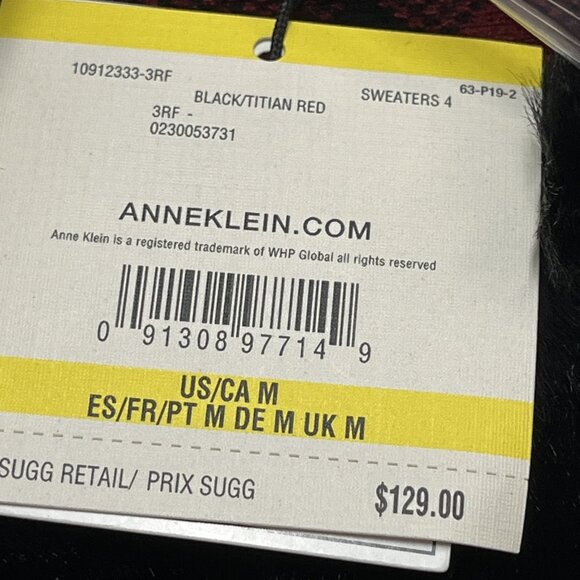 10912333-3RF
BLACK/TITIAN RED
SWEATERS 4
63-P19-2
3RF -
0230053731
ANNEKLEIN.COM
Anne Klein is a registered trademark of WHP Global all rights reserved
0 91308 97714 9
US/CA M
ES/FR/PT M DE M UK M
SUGG RETAIL/ PRIX SUGG
$129.00